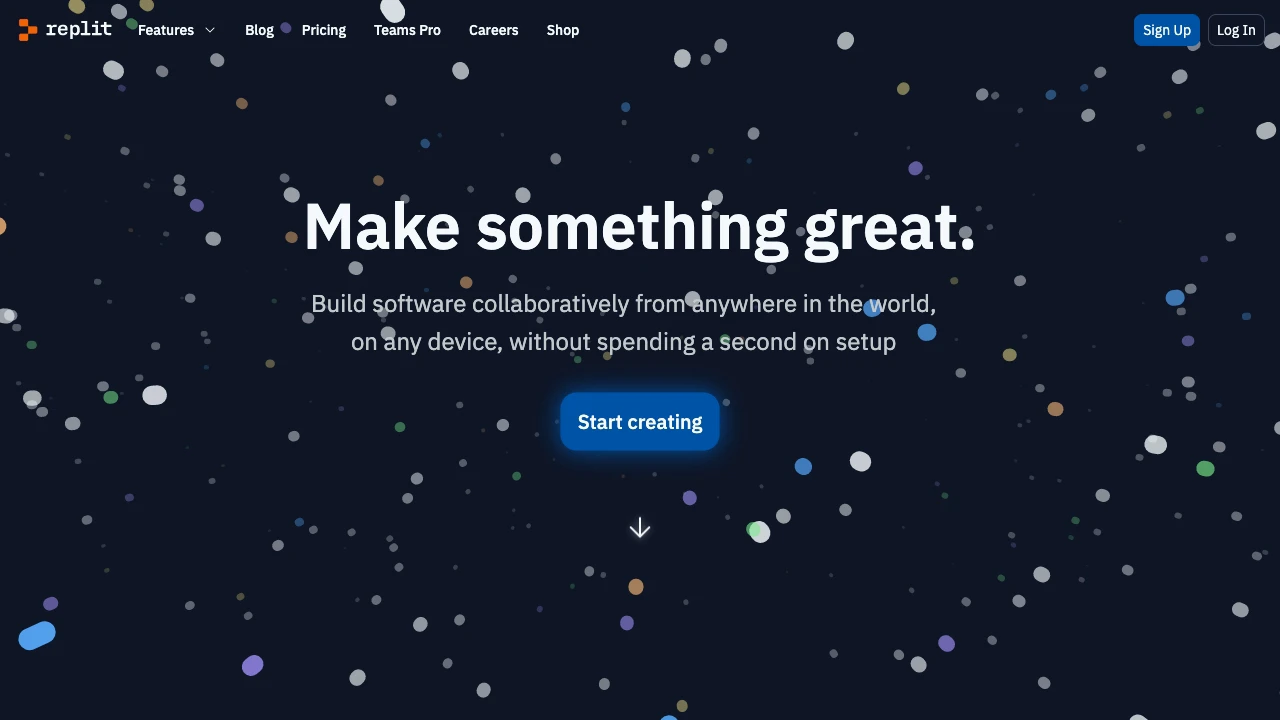 replit
Features
Blog
Pricing
Teams Pro
Careers
Shop
Sign Up
Log In
Make something great.
Build software collaboratively from anywhere in the world,
on any device, without spending a second on setup
Start creating